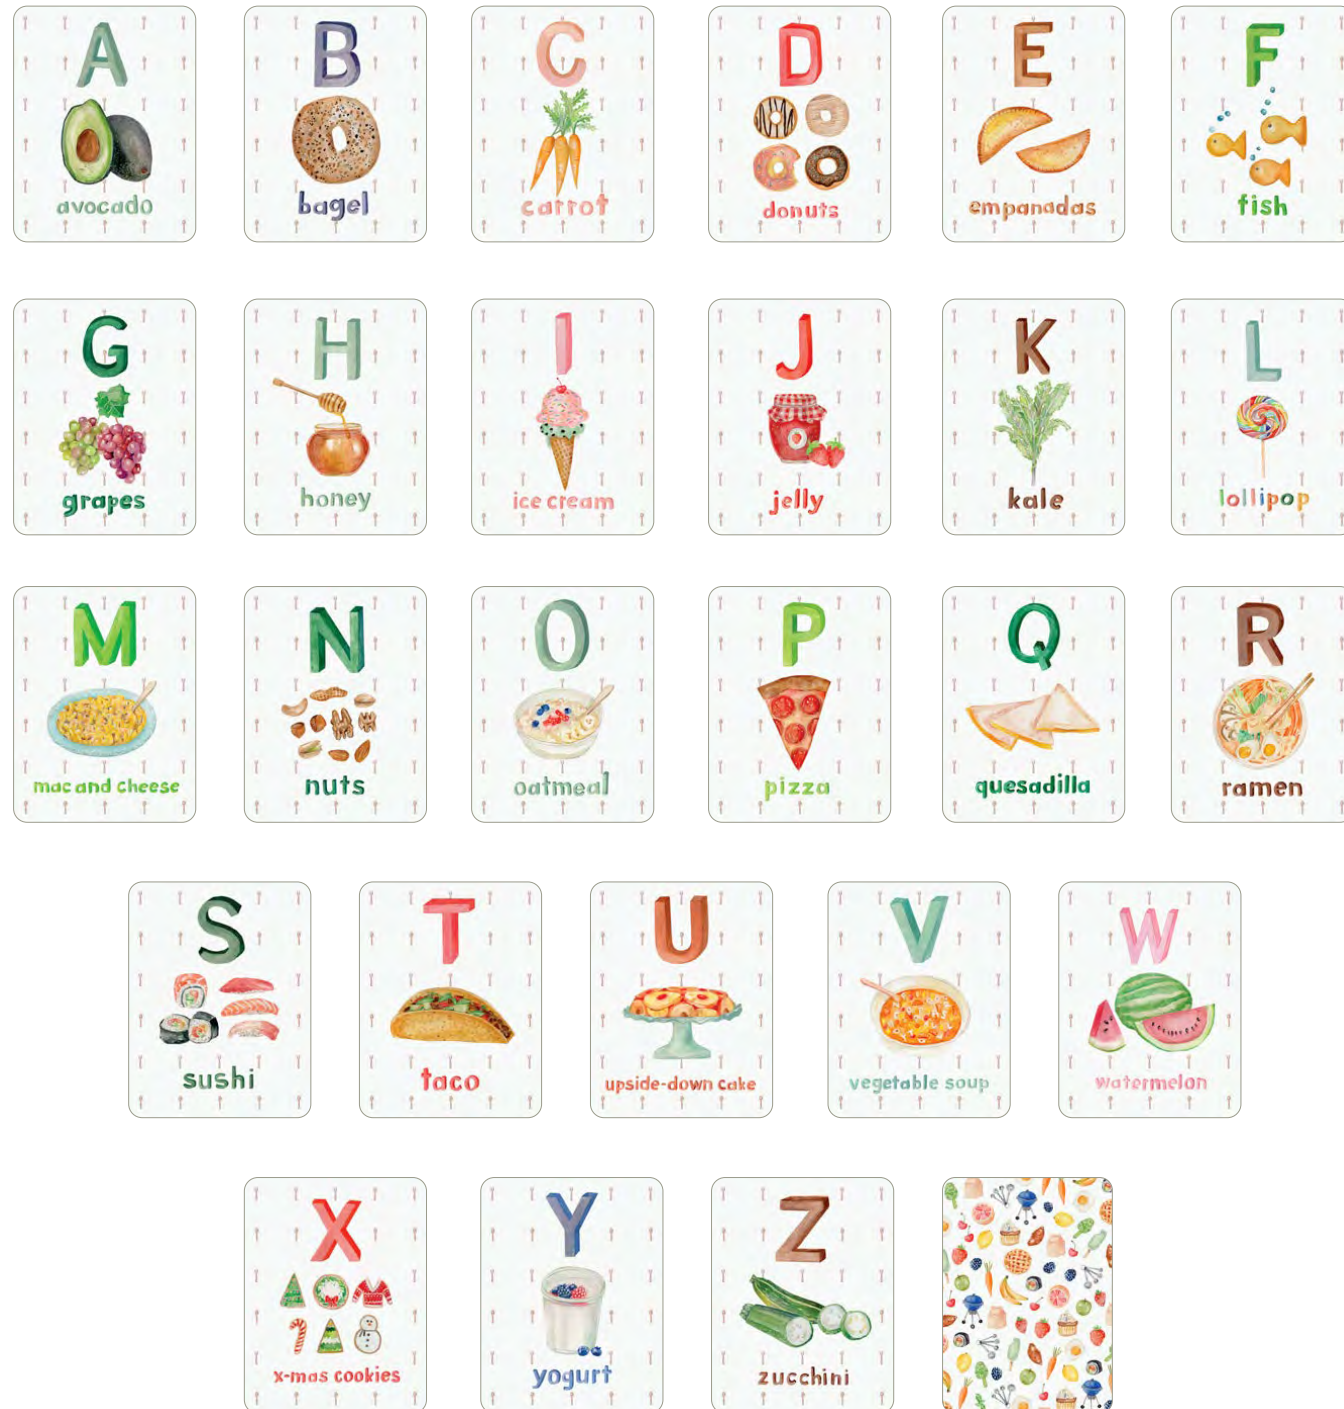 A
avocado
B
bagel
C
carrot
D
donuts
E
empanadas
F
fish
G
grapes
H
honey
I
ice cream
J
jelly
K
kale
L
lollipop
M
mac and cheese
N
nuts
O
oatmeal
P
pizza
Q
quesadilla
R
ramen
S
sushi
T
taco
U
upside-down cake
V
vegetable soup
W
watermelon
X
x-mas cookies
Y
yogurt
Z
zucchini